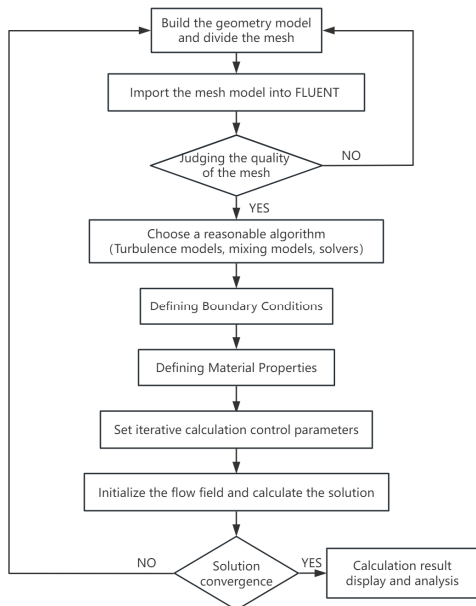 Build the geometry model
and divide the mesh
Import the mesh model into FLUENT
Judging the quality
of the mesh
NO
YES
Choose a reasonable algorithm
(Turbulence models, mixing models, solvers)
Defining Boundary Conditions
Defining Material Properties
Set iterative calculation control parameters
Initialize the flow field and calculate the solution
NO
Solution
convergence
YES
Calculation result
display and analysis